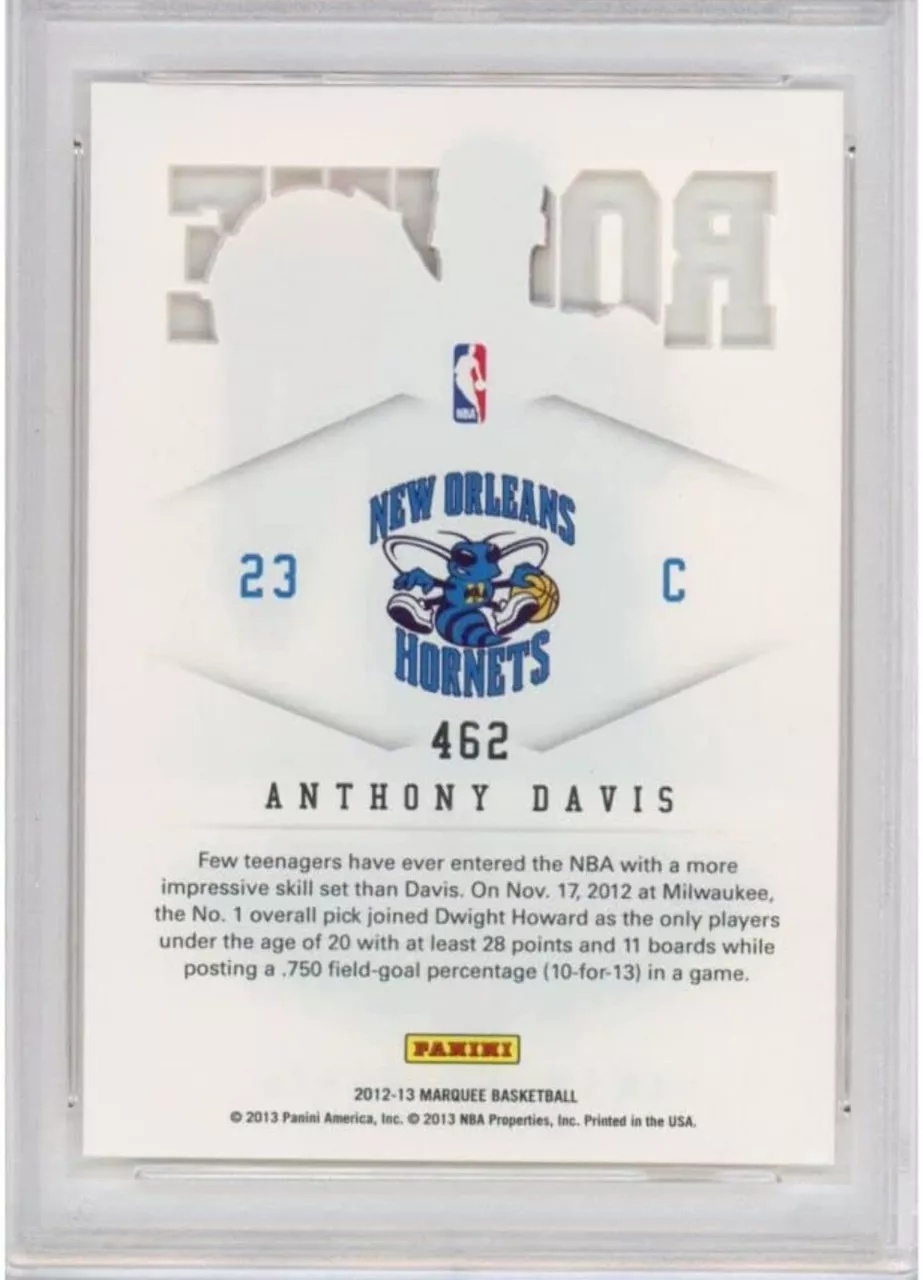 NBA
NEW ORLEANS
23
C
HORNETS
462
ANTHONY DAVIS
Few teenagers have ever entered the NBA with a more
impressive skill set than Davis. On Nov. 17, 2012 at Milwaukee,
the No. 1 overall pick joined Dwight Howard as the only players
under the age of 20 with at least 28 points and 11 boards while
posting a .750 field-goal percentage (10-for-13) in a game.
PANINI
2012-13 MARQUEE BASKETBALL
© 2013 Panini America, Inc. © 2013 NBA Properties, Inc. Printed in the USA.